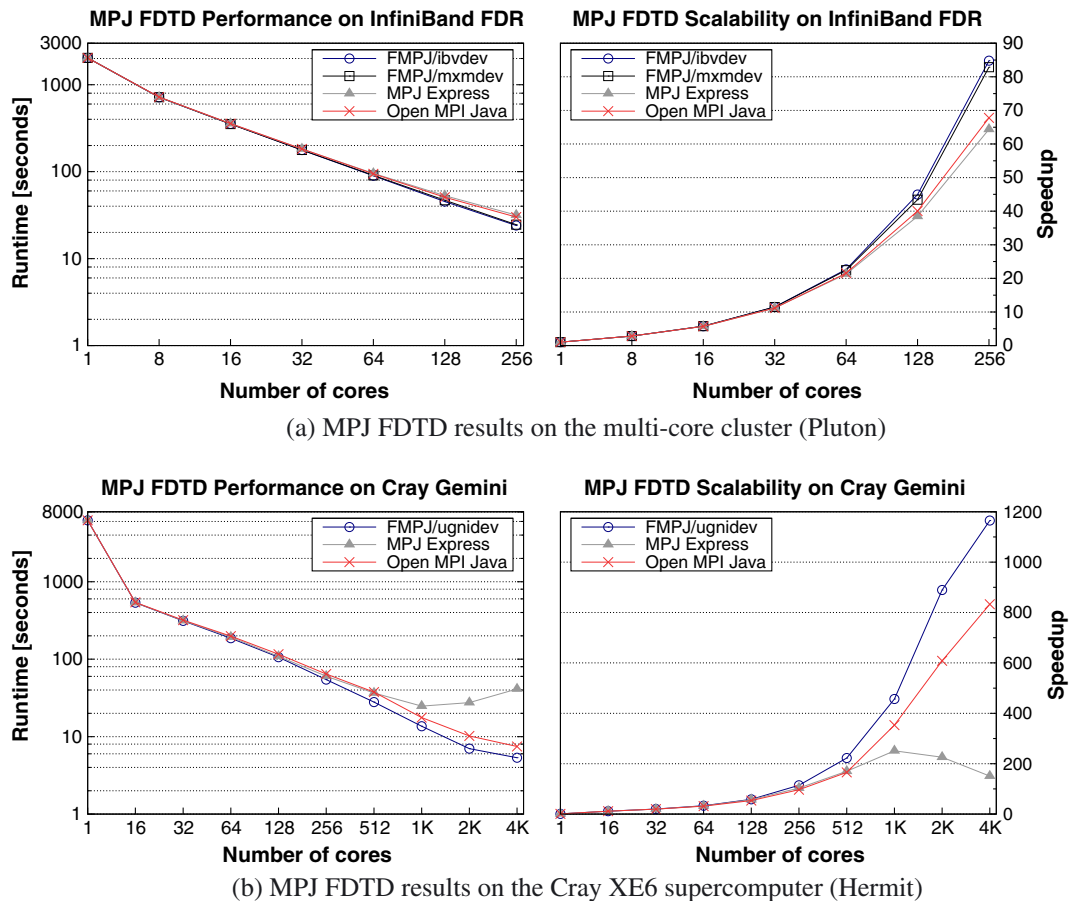 MPJ FDTD Performance on InfiniBand FDR
3000
1000
100
10
1
Runtime [seconds]
FMPJ/ibvdev
FMPJ/mxmdev
MPJ Express
Open MPI Java
1 8 16 32 64 128 256
Number of cores
MPJ FDTD Scalability on InfiniBand FDR
FMPJ/ibvdev
FMPJ/mxmdev
MPJ Express
Open MPI Java
90
80
70
60
50
40
30
20
10
0
Speedup
1 8 16 32 64 128 256
Number of cores
(a) MPJ FDTD results on the multi-core cluster (Pluton)
MPJ FDTD Performance on Cray Gemini
8000
1000
100
10
1
Runtime [seconds]
FMPJ/ugnidev
MPJ Express
Open MPI Java
1 16 32 64 128 256 512 1K 2K 4K
Number of cores
MPJ FDTD Scalability on Cray Gemini
FMPJ/ugnidev
MPJ Express
Open MPI Java
1200
1000
800
600
400
200
0
Speedup
1 16 32 64 128 256 512 1K 2K 4K
Number of cores
(b) MPJ FDTD results on the Cray XE6 supercomputer (Hermit)